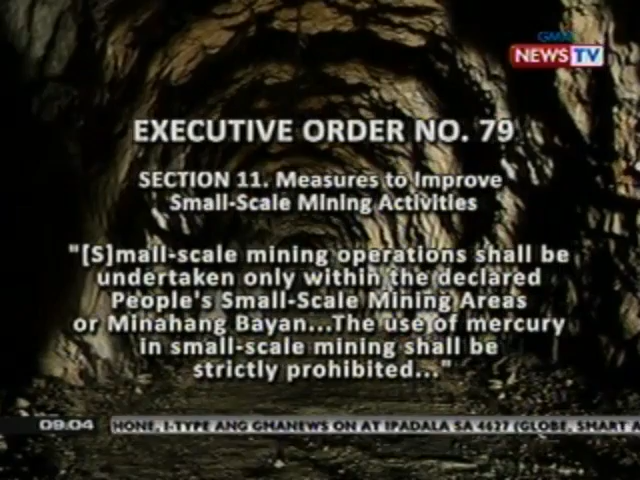 GMA
NEWS TV
EXECUTIVE ORDER NO. 79
SECTION 11. Measures to Improve
Small-Scale Mining Activities
"[S]mall-scale mining operations shall be
undertaken only within the declared
People's Small-Scale Mining Areas
or Minahang Bayan...The use of mercury
in small-scale mining shall be
strictly prohibited..."
09:04 HONE, I-TYPE ANG GMANEWS ON AT IPADALA SA 4627 (GLOBE, SMART A